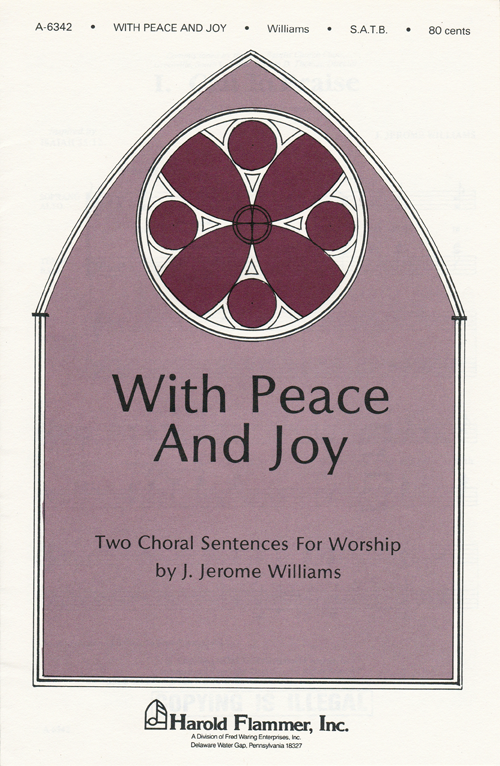 A-6342 • WITH PEACE AND JOY • Williams • S.A.T.B. • 80 cents
With Peace
And Joy
Two Choral Sentences For Worship
by J. Jerome Williams
COPYING IS ILLEGAL
Harold Flammer, Inc.
A Division of Fred Waring Enterprises, Inc.
Delaware Water Gap, Pennsylvania 18327